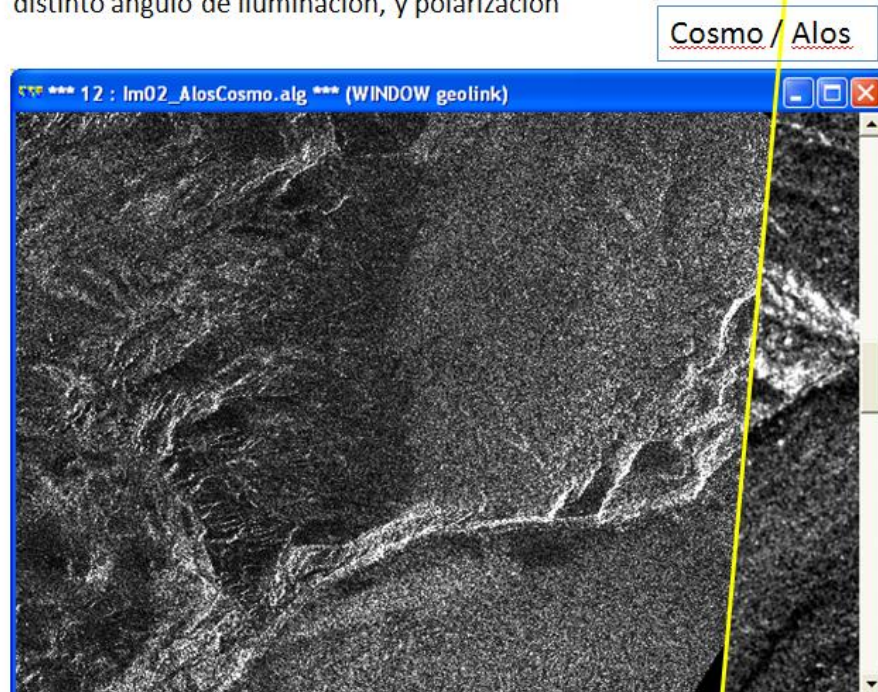 distinto ángulo de iluminación, y polarización
Cosmo / Alos
*** 12 : Im02_AlosCosmo.alg *** (WINDOW geolink)